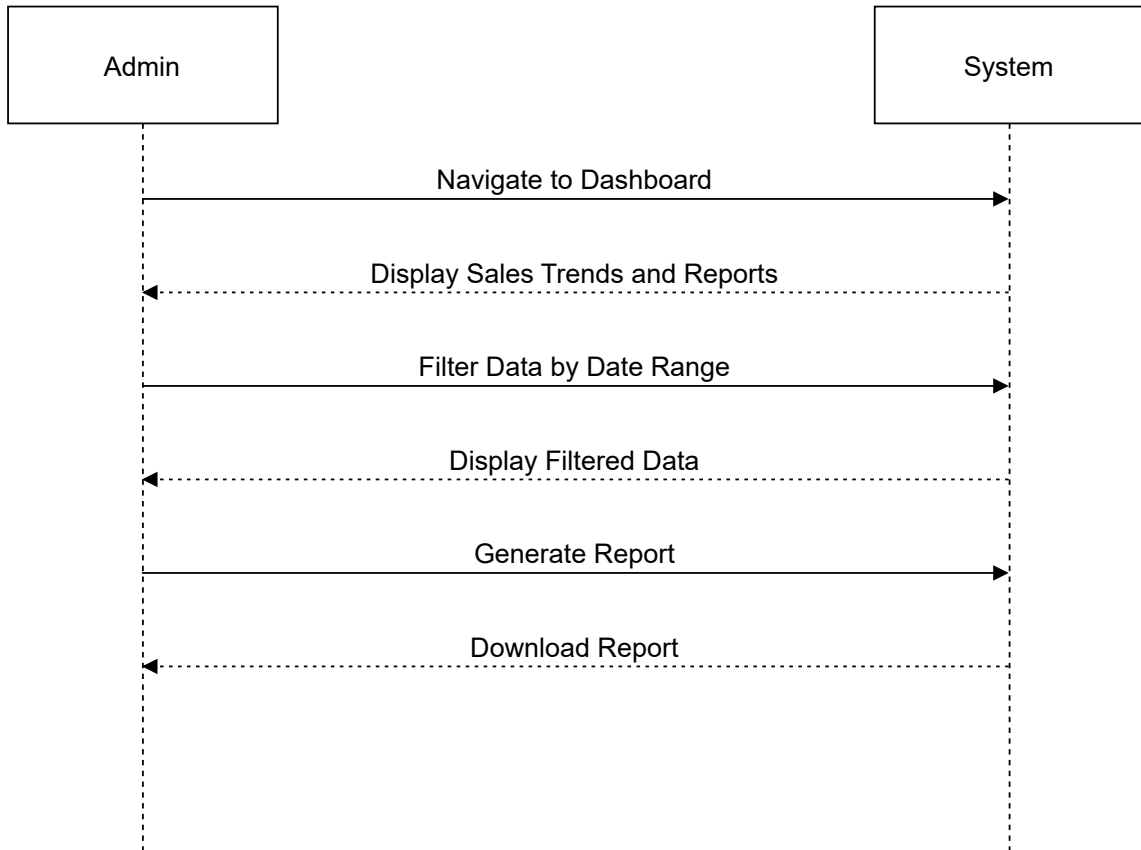 Admin
System
Navigate to Dashboard
Display Sales Trends and Reports
Filter Data by Date Range
Display Filtered Data
Generate Report
Download Report